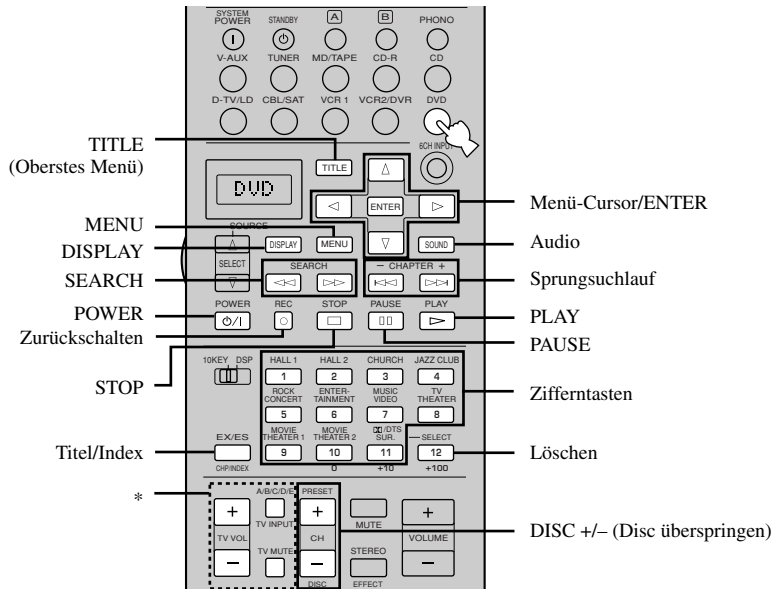 SYSTEM POWER STANDBY A B PHONO
V-AUX TUNER MD/TAPE CD-R CD
D-TV/LD CBL/SAT VCR 1 VCR2/DVR DVD
6CH INPUT
TITLE
(Oberstes Menü)
TITLE
DVD
ENTER
Menü-Cursor/ENTER
SOURCE
MENU
DISPLAY
DISPLAY MENU SOUND
Audio
SELECT
SEARCH
SEARCH – CHAPTER +
Sprungsuchlauf
POWER
Zurückschalten
POWER REC STOP PAUSE PLAY
PLAY
PAUSE
STOP
10KEY DSP
HALL 1 HALL 2 CHURCH JAZZ CLUB
1 2 3 4
ROCK CONCERT ENTER-TAINMENT MUSIC VIDEO TV THEATER
5 6 7 8
Zifferntasten
MOVIE THEATER 1 MOVIE THEATER 2 /DTS SUR. SELECT
EX/ES 9 10 11 12
CHP/INDEX 0 +10 +100
Titel/Index
Löschen
*
A/B/C/D/E PRESET
+ TV INPUT + MUTE +
TV VOL CH VOLUME
TV MUTE STEREO
– – –
DISC EFFECT
DISC +/– (Disc überspringen)